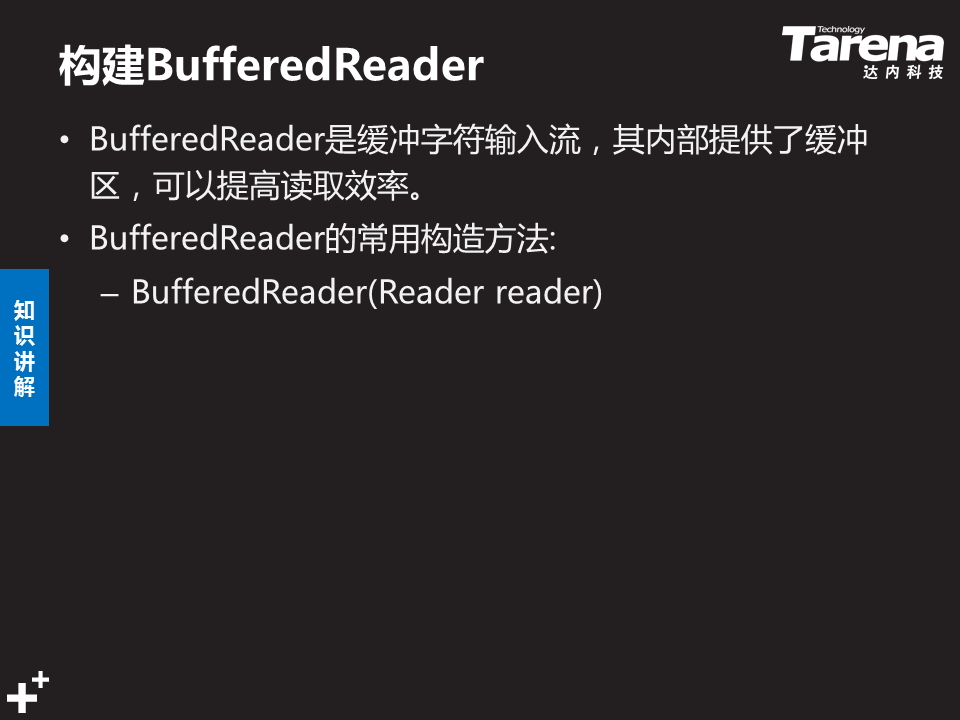 构建BufferedReader
Technology
Tarena
达内科技
• BufferedReader是缓冲字符输入流，其内部提供了缓冲
区，可以提高读取效率。
• BufferedReader的常用构造方法:
– BufferedReader(Reader reader)
知
识
讲
解